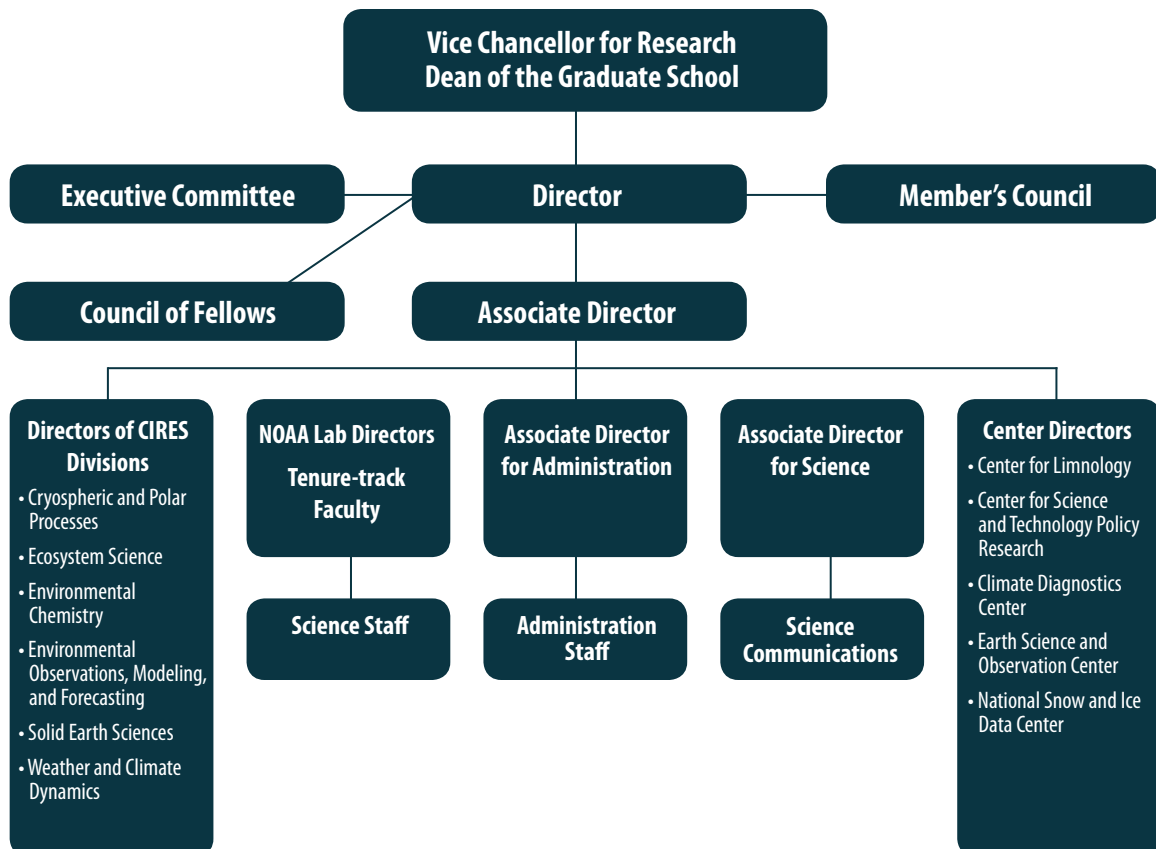 Vice Chancellor for Research
Dean of the Graduate School
Executive Committee
Director
Member's Council
Council of Fellows
Associate Director
Directors of CIRES
Divisions
• Cryospheric and Polar
Processes
• Ecosystem Science
• Environmental
Chemistry
• Environmental
Observations, Modeling,
and Forecasting
• Solid Earth Sciences
• Weather and Climate
Dynamics
NOAA Lab Directors
Tenure-track
Faculty
Science Staff
Associate Director
for Administration
Administration
Staff
Associate Director
for Science
Science
Communications
Center Directors
• Center for Limnology
• Center for Science
and Technology Policy
Research
• Climate Diagnostics
Center
• Earth Science and
Observation Center
• National Snow and Ice
Data Center